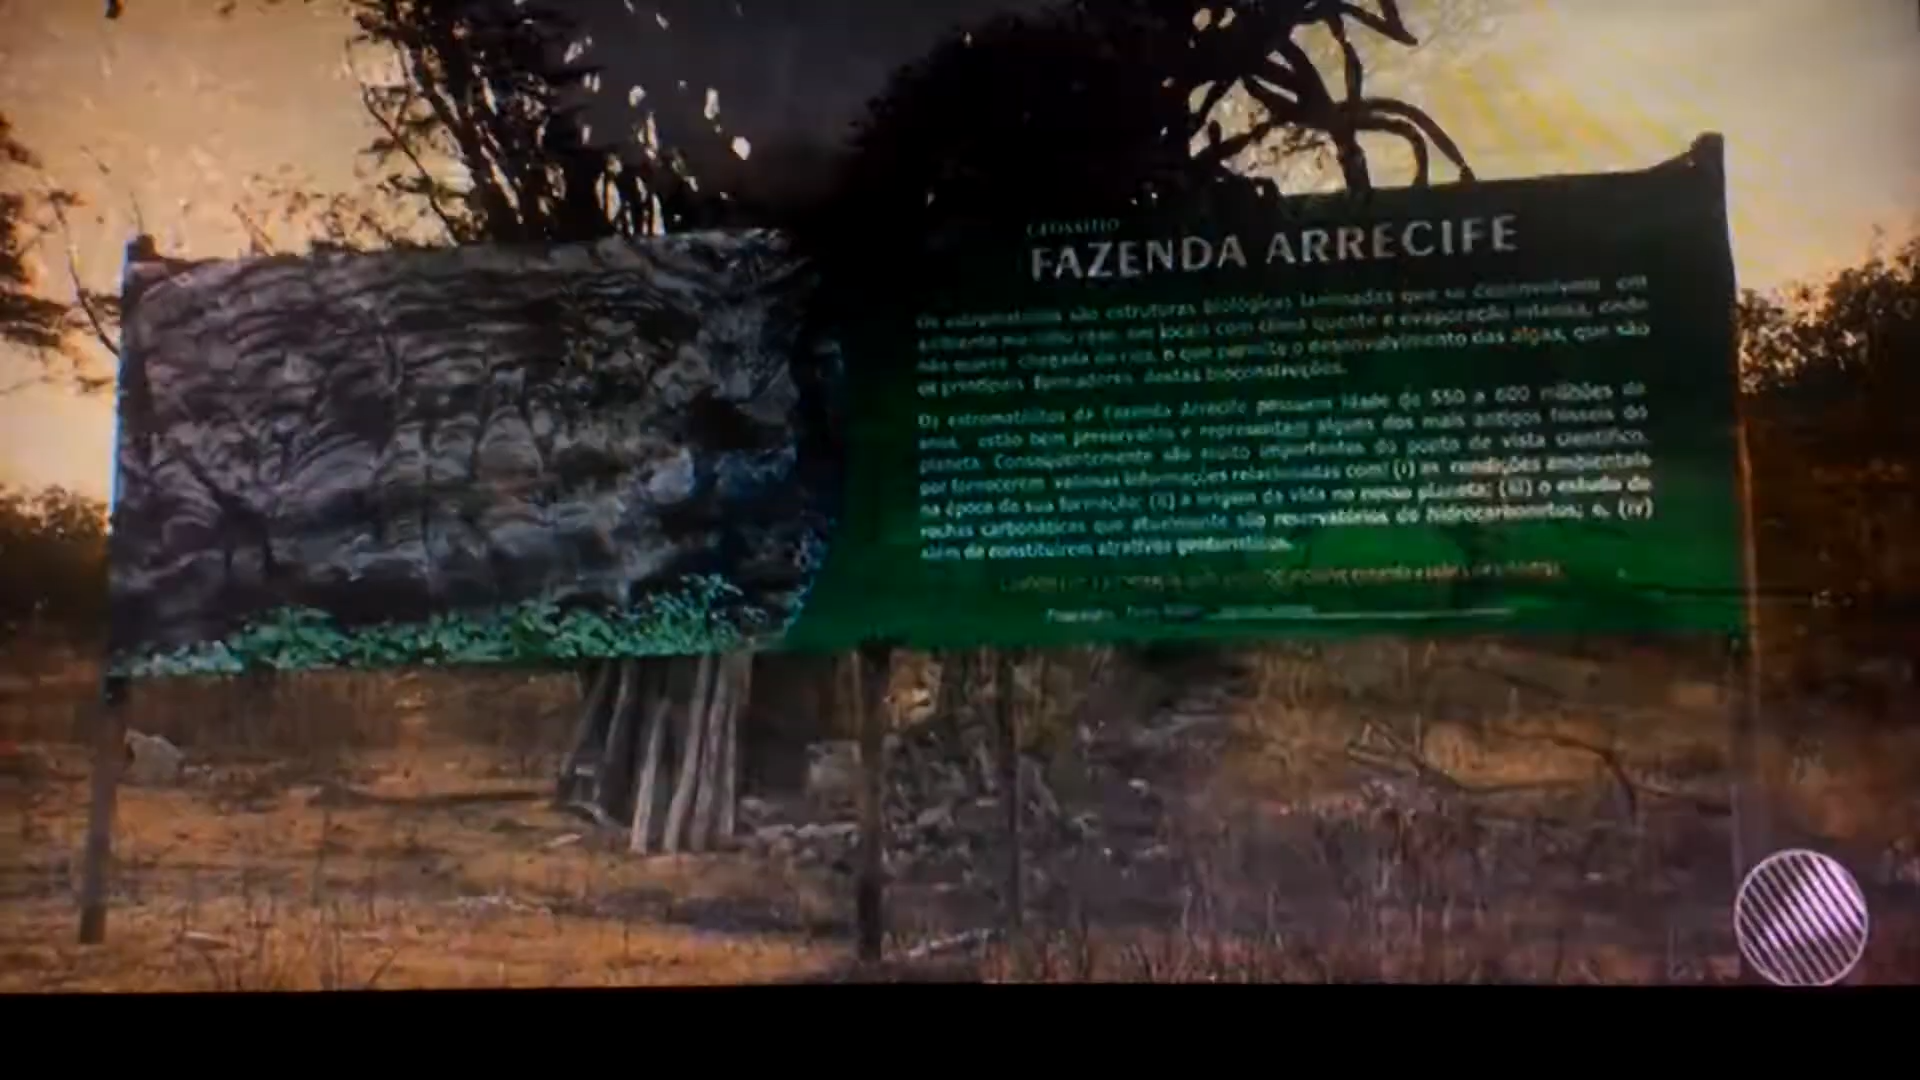 GEOSSÍTIO
FAZENDA ARRECIFE
Os estromatólitos são estruturas biológicas laminadas que se desenvolvem em
ambiente marinho raso, em locais com clima quente e evaporação intensa, onde
não ocorre chegada de rios, o que permite o desenvolvimento das algas, que são
os principais formadores destas bioconstruções.
Os estromatólitos da Fazenda Arrecife possuem idade de 550 a 600 milhões de
anos, estão bem preservados e representam alguns dos mais antigos fósseis do
planeta. Consequentemente são muito importantes do ponto de vista científico,
por fornecerem valiosas informações relacionadas com: (i) as condições ambientais
na época de sua formação; (ii) a origem da vida no nosso planeta; (iii) o estudo de
rochas carbonáticas que atualmente são reservatórios de hidrocarbonetos; e, (iv)
além de constituírem atrativos geoturísticos.